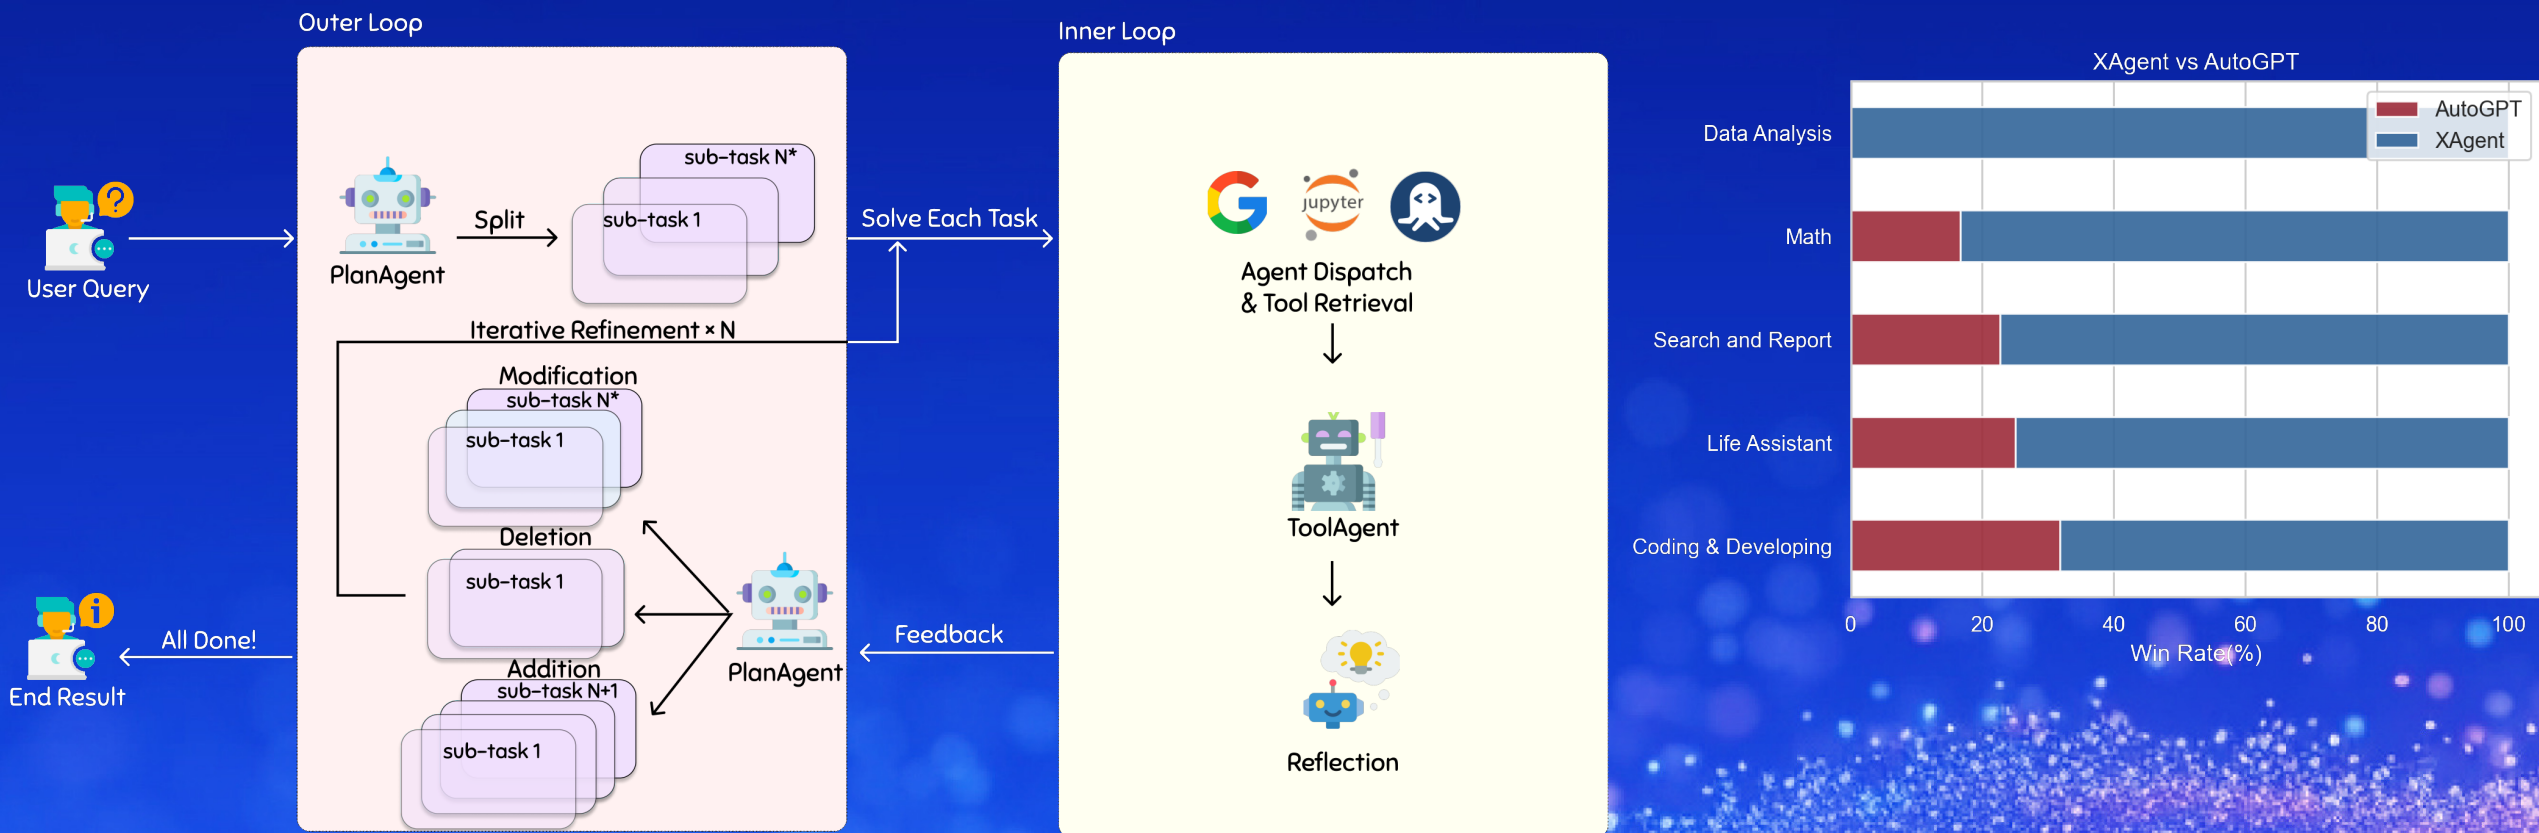 Outer Loop
Inner Loop
User Query
PlanAgent
Split
sub-task N*
sub-task 1
Solve Each Task
Iterative Refinement × N
Modification
sub-task N*
sub-task 1
Deletion
sub-task 1
Addition
sub-task N+1
sub-task 1
PlanAgent
Feedback
All Done!
End Result
jupyter
Agent Dispatch
& Tool Retrieval
ToolAgent
Reflection
XAgent vs AutoGPT
AutoGPT
XAgent
Data Analysis
Math
Search and Report
Life Assistant
Coding & Developing
0 20 40 60 80 100
Win Rate(%)